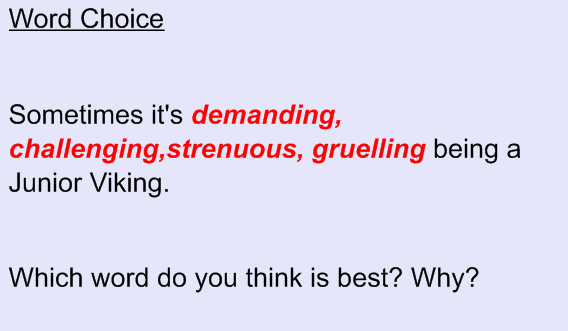 Word Choice
Sometimes it's demanding,
challenging,strenuous, gruelling being a
Junior Viking.
Which word do you think is best? Why?